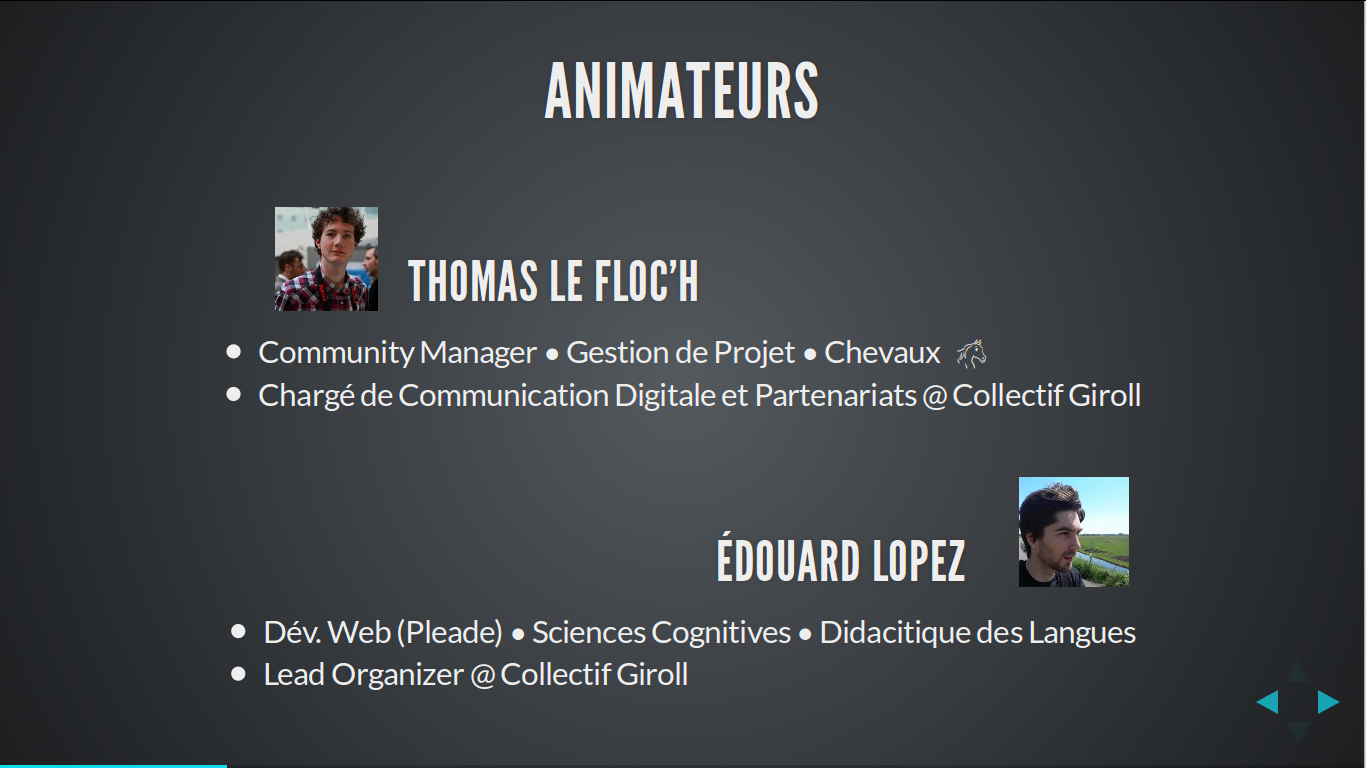 ANIMATEURS
THOMAS LE FLOC’H
• Community Manager • Gestion de Projet • Chevaux
• Chargé de Communication Digitale et Partenariats @ Collectif Giroll
ÉDOUARD LOPEZ
• Dév. Web (Pleade) • Sciences Cognitives • Didacitique des Langues
• Lead Organizer @ Collectif Giroll